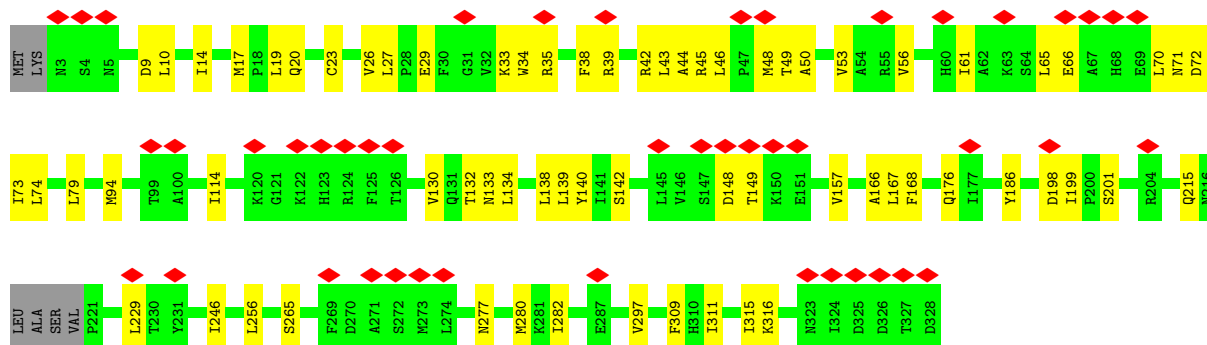 MET LYS N3 S4 N5 D9 L10 I14 M17 P18 L19 Q20 C23 V26 L27 P28 E29 F30 G31 V32 K33 W34 R35 F38 R39 R42 L43 A44 R45 L46 P47 M48 T49 A50 V53 A54 R55 V56 H60 I61 A62 K63 S64 L65 E66 A67 H68 E69 L70 N71 D72
I73 L74 L79 M94 T99 A100 I114 K120 G121 K122 H123 R124 F125 T126 V130 Q131 T132 N133 L134 L138 L139 Y140 I141 S142 L145 V146 S147 D148 T149 K150 E151 V157 A166 L167 F168 Q176 I177 Y186 D198 I199 P200 S201 R204 Q215 N216
LEU ALA SER VAL P221 L229 T230 Y231 I246 L256 S265 F269 D270 A271 S272 M273 L274 N277 M280 K281 I282 E287 V297 F309 H310 I311 I315 K316 N323 I324 D325 D326 T327 D328